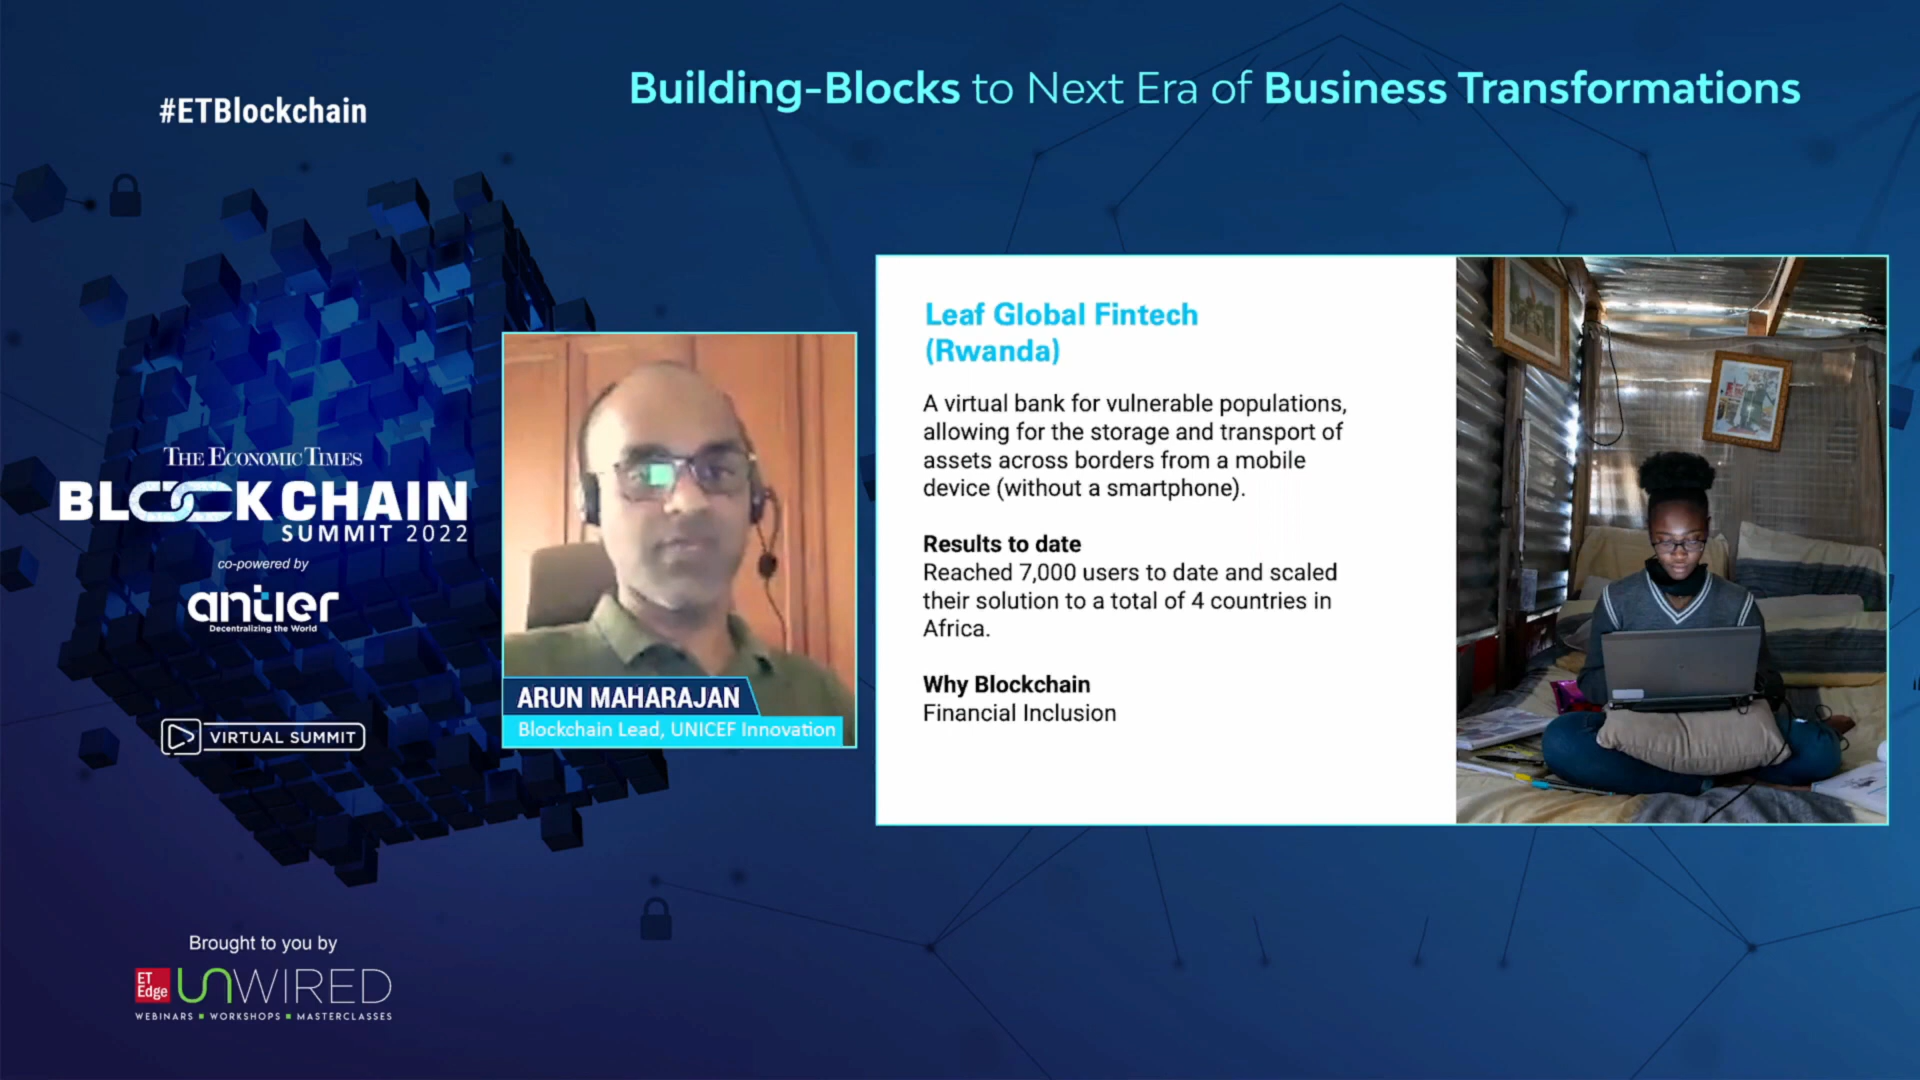 #ETBlockchain
Building-Blocks to Next Era of Business Transformations
THE ECONOMIC TIMES
BLOCKCHAIN
SUMMIT 2022
co-powered by
antier
Decentralizing the World
VIRTUAL SUMMIT
Brought to you by
ET
Edge
UNWIRED
WEBINARS ▪ WORKSHOPS ▪ MASTERCLASSES
ARUN MAHARAJAN
Blockchain Lead, UNICEF Innovation
Leaf Global Fintech
(Rwanda)
A virtual bank for vulnerable populations,
allowing for the storage and transport of
assets across borders from a mobile
device (without a smartphone).
Results to date
Reached 7,000 users to date and scaled
their solution to a total of 4 countries in
Africa.
Why Blockchain
Financial Inclusion